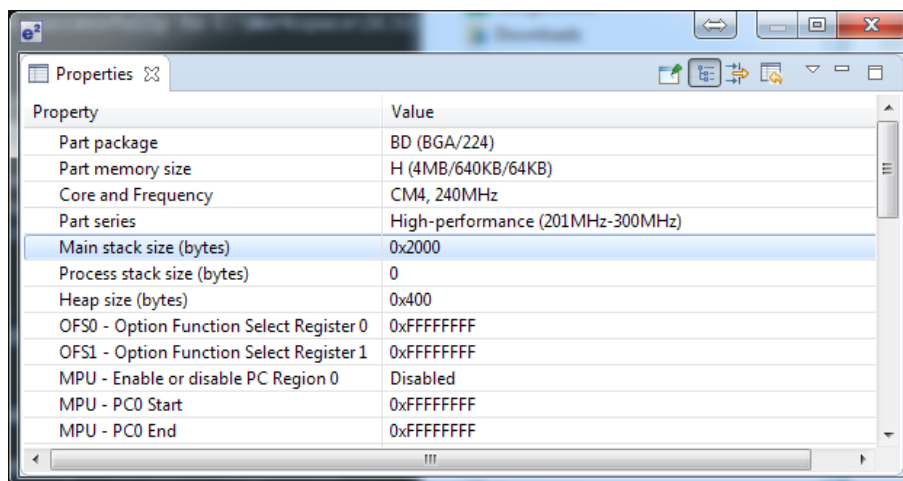 e²
Properties
Property Value
Part package BD (BGA/224)
Part memory size H (4MB/640KB/64KB)
Core and Frequency CM4, 240MHz
Part series High-performance (201MHz-300MHz)
Main stack size (bytes) 0x2000
Process stack size (bytes) 0
Heap size (bytes) 0x400
OFS0 - Option Function Select Register 0 0xFFFFFFFF
OFS1 - Option Function Select Register 1 0xFFFFFFFF
MPU - Enable or disable PC Region 0 Disabled
MPU - PC0 Start 0xFFFFFFFF
MPU - PC0 End 0xFFFFFFFF